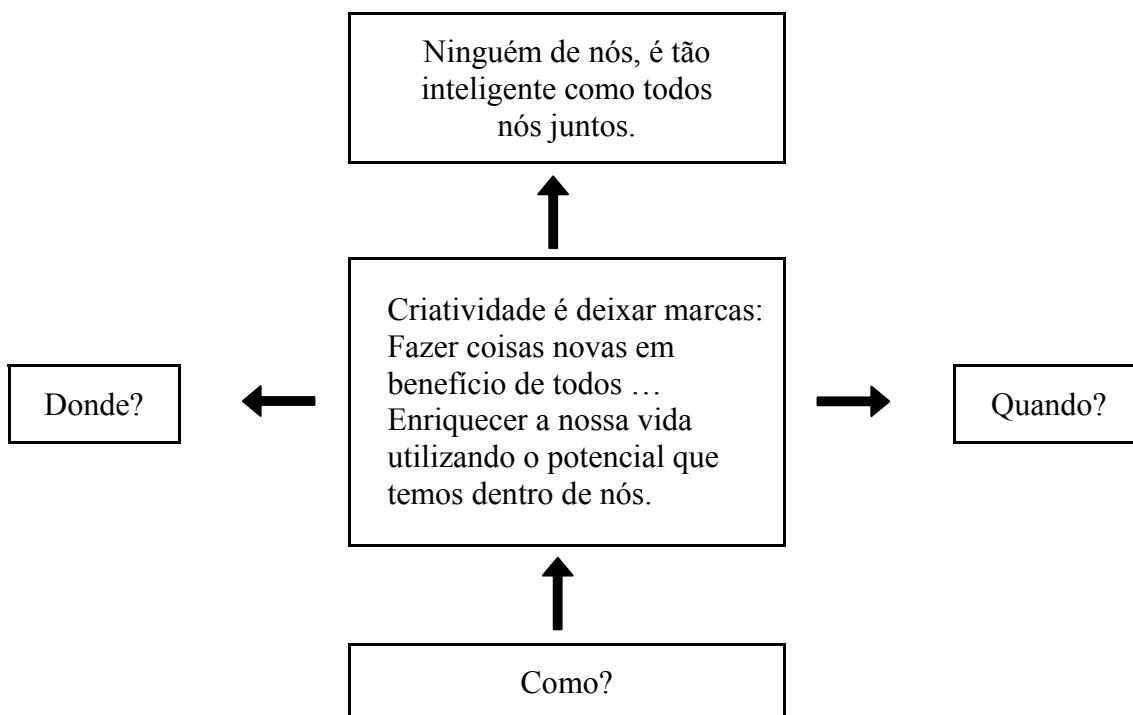 Ninguém de nós, é tão
inteligente como todos
nós juntos.
Criatividade é deixar marcas:
Fazer coisas novas em
benefício de todos …
Enriquecer a nossa vida
utilizando o potencial que
temos dentro de nós.
Donde?
Quando?
Como?